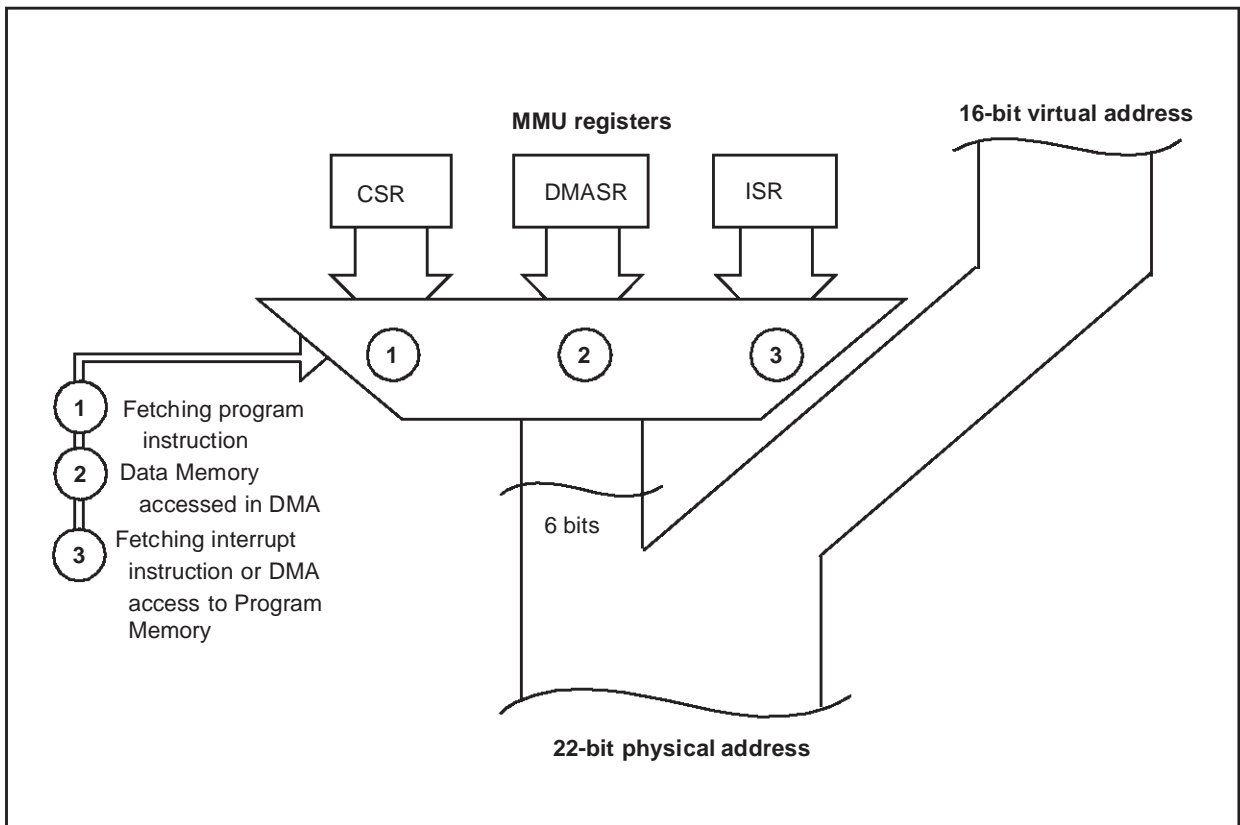 MMU registers
16-bit virtual address
CSR
DMASR
ISR
1
2
3
1
Fetching program
instruction
2
Data Memory
accessed in DMA
3
Fetching interrupt
instruction or DMA
access to Program
Memory
6 bits
22-bit physical address